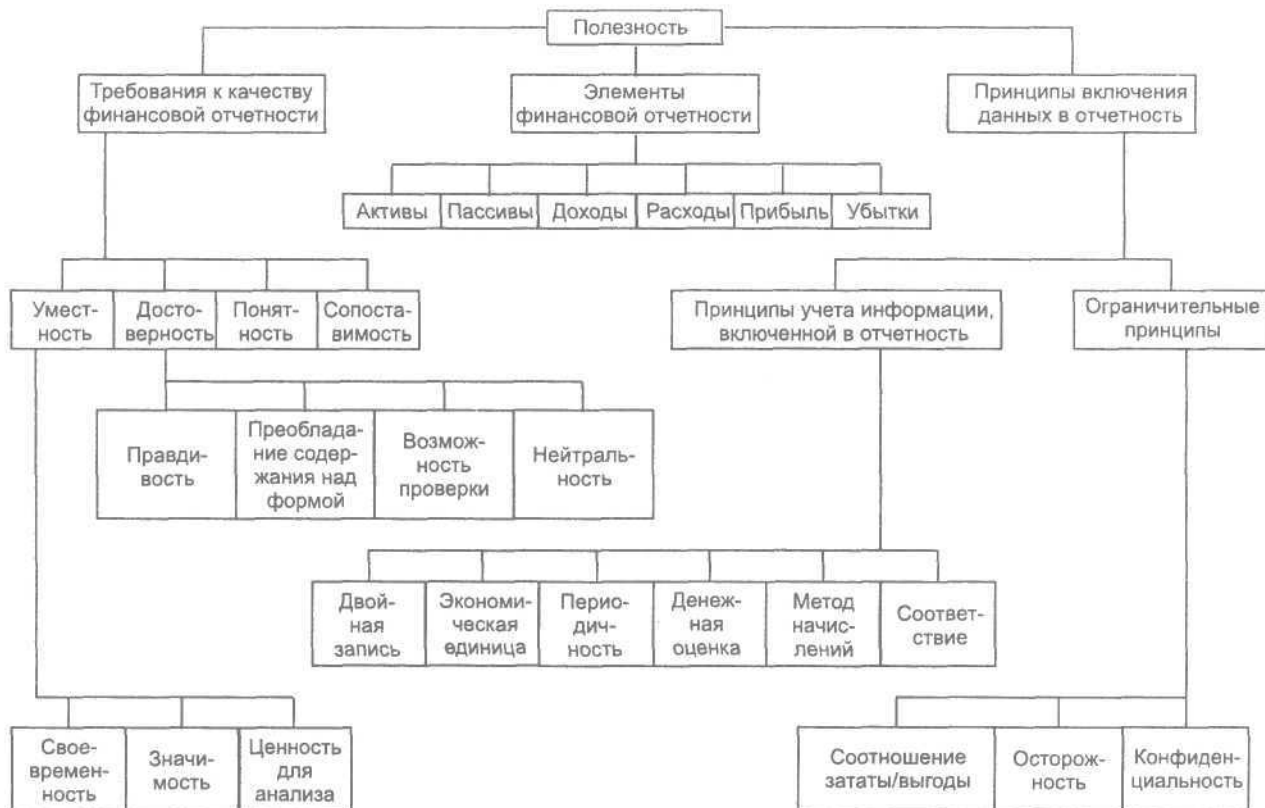 Полезность
Требования к качеству
финансовой отчетности
Элементы
финансовой отчетности
Принципы включения
данных в отчетность
Активы
Пассивы
Доходы
Расходы
Прибыль
Убытки
Умест-
ность
Досто-
верность
Понят-
ность
Сопоста-
вимость
Принципы учета информации,
включенной в отчетность
Ограничительные
принципы
Правди-
вость
Преоблада-
ние содер-
жания над
формой
Возмож-
ность
проверки
Нейтраль-
ность
Двой-
ная
запись
Экономи-
ческая
единица
Перио-
дич-
ность
Денеж-
ная
оценка
Метод
начис-
лений
Соответ-
ствие
Свое-
времен-
ность
Значи-
мость
Ценность
для
анализа
Соотношение
зататы/выгоды
Осторож-
ность
Конфиден-
циальность